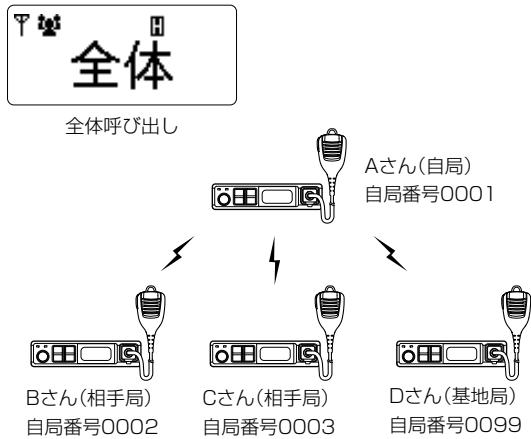 H
全体
全体呼び出し
Aさん(自局)
自局番号0001
Bさん(相手局)
自局番号0002
Cさん(相手局)
自局番号0003
Dさん(基地局)
自局番号0099